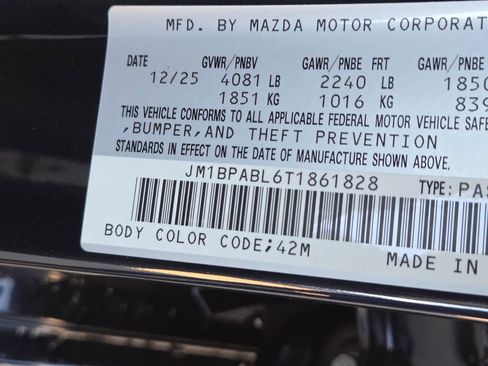 MFD. BY MAZDA MOTOR CORPORAT
DATE GVWR/PNBV GAWR/PNBE FRT GAWR/PNBE
12/25 4081 LB 2240 LB 1850
1851 KG 1016 KG 839
THIS VEHICLE CONFORMS TO ALL APPLICABLE FEDERAL MOTOR VEHICLE SAFE
,BUMPER,AND THEFT PREVENTION
STANDARDS IN EFFECT ON THE DATE OF MANUFACTURE SHOWN ABOVE.
JM1BPABL6T1861828 TYPE:PAS
BODY COLOR CODE;42M MADE IN